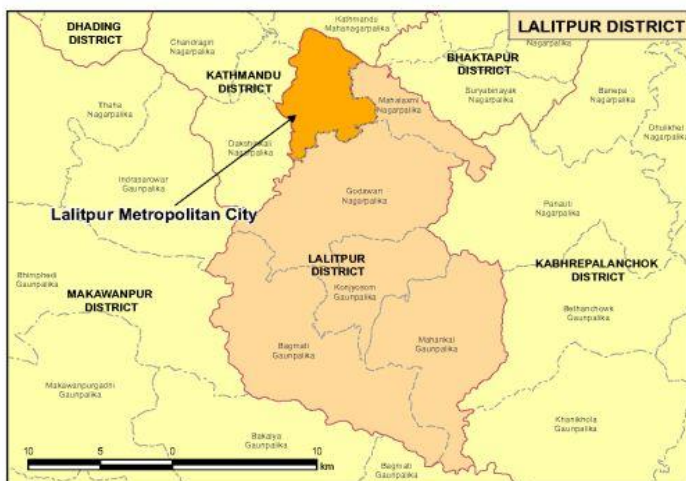 LALITPUR DISTRICT
DHADING
DISTRICT
Kathmandu
Mahanagarpalika
Nagarpalika
Chandragiri
Nagarpalika
KATHMANDU
DISTRICT
BHAKTAPUR
DISTRICT
Suryabinayak
Nagarpalika
Banepa
Nagarpalika
Thaha
Nagarpalika
Mahalaxmi
Nagarpalika
Dhulikhel
Nagarpalika
Dakshinkali
Nagarpalika
Indrasarowar
Gaunpalika
Godawari
Nagarpalika
Lalitpur Metropolitan City
Panauti
Nagarpalika
Bhimphedi
Gaunpalika
LALITPUR
DISTRICT
KABHREPALANCHOK
DISTRICT
MAKAWANPUR
DISTRICT
Konjyosom
Gaunpalika
Bethanchowk
Gaunpalika
Bagmati
Gaunpalika
Mahankal
Gaunpalika
Makawanpurgadhi
Gaunpalika
Khanikhola
Gaunpalika
Bakaiya
Gaunpalika
Bagmati
Gaunpalika
10 5 0 10
km